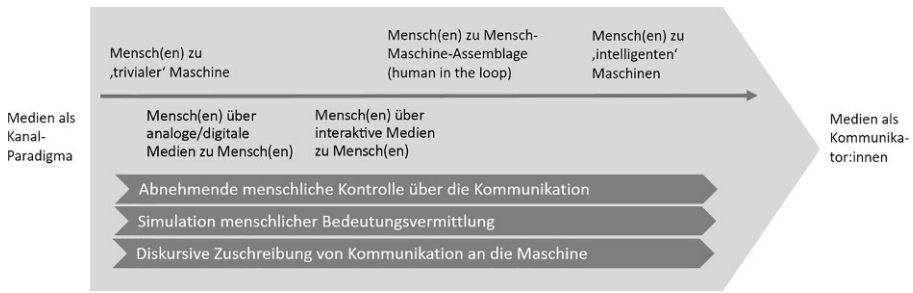 Mensch(en) zu
‚trivialer‘ Maschine
Mensch(en) zu Mensch-
Maschine-Assemblage
(human in the loop)
Mensch(en) zu
‚intelligenten‘
Maschinen
Medien als
Kanal-
Paradigma
Mensch(en) über
analoge/digitale
Medien zu Mensch(en)
Mensch(en) über
interaktive Medien
zu Mensch(en)
Medien als
Kommunika-
tor:innen
Abnehmende menschliche Kontrolle über die Kommunikation
Simulation menschlicher Bedeutungsvermittlung
Diskursive Zuschreibung von Kommunikation an die Maschine